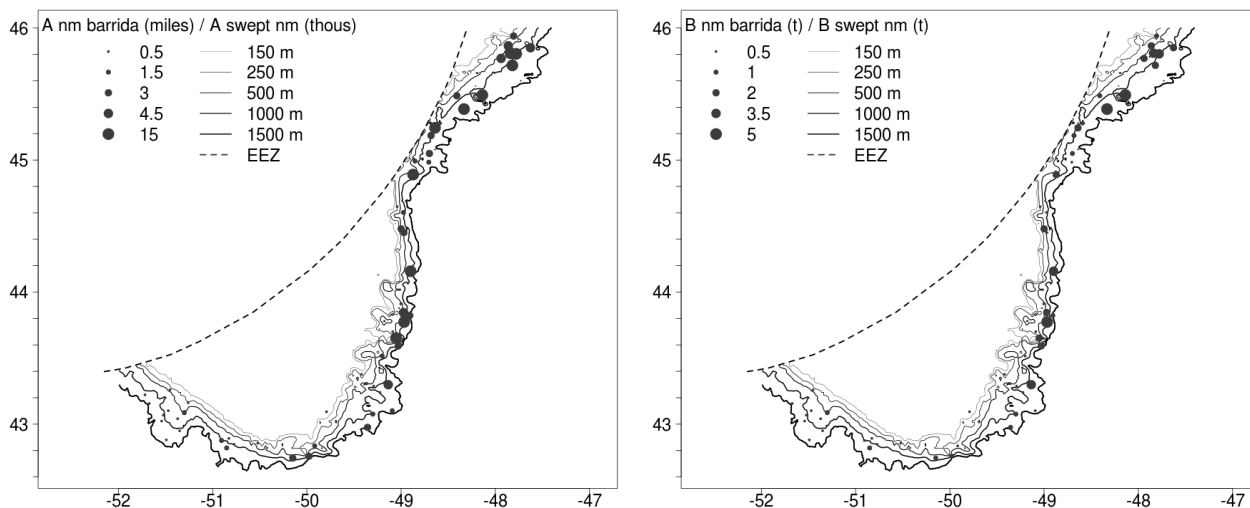 A nm barrida (miles) / A swept nm (thous)
0.5 150 m
1.5 250 m
3 500 m
4.5 1000 m
15 1500 m
EEZ
46
45
44
43
-52 -51 -50 -49 -48 -47
B nm barrida (t) / B swept nm (t)
0.5 150 m
1 250 m
2 500 m
3.5 1000 m
5 1500 m
EEZ
46
45
44
43
-52 -51 -50 -49 -48 -47